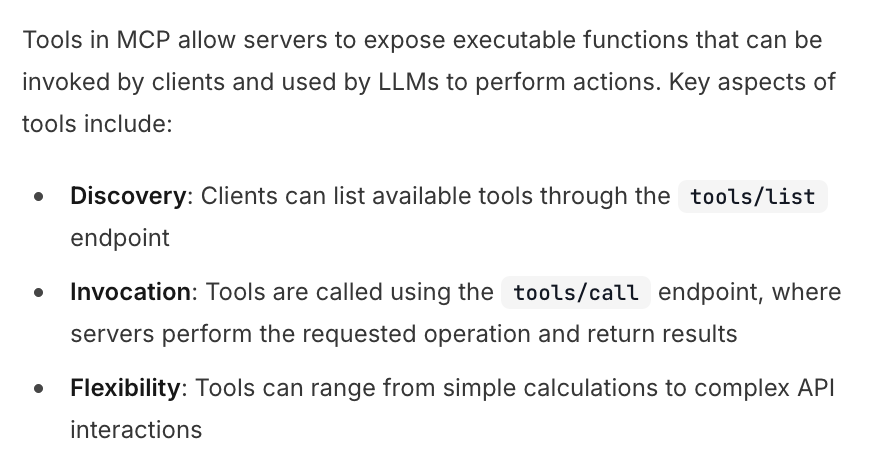 Tools in MCP allow servers to expose executable functions that can be
invoked by clients and used by LLMs to perform actions. Key aspects of
tools include:
• Discovery: Clients can list available tools through the tools/list
endpoint
• Invocation: Tools are called using the tools/call endpoint, where
servers perform the requested operation and return results
• Flexibility: Tools can range from simple calculations to complex API
interactions